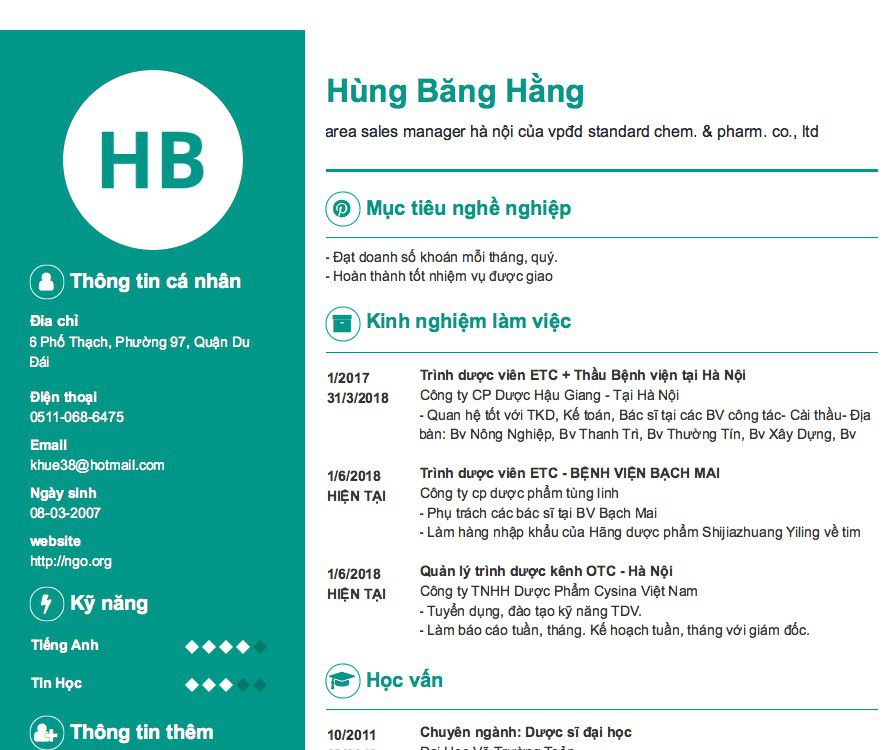 HB
Thông tin cá nhân
Địa chỉ
6 Phố Thạch, Phường 97, Quận Du
Đái
Điện thoại
0511-068-6475
Email
khue38@hotmail.com
Ngày sinh
08-03-2007
website
http://ngo.org
Kỹ năng
Tiếng Anh
Tin Học
Thông tin thêm
Hùng Băng Hằng
area sales manager hà nội của vpđd standard chem. & pharm. co., ltd
Mục tiêu nghề nghiệp
- Đạt doanh số khoán mỗi tháng, quý.
- Hoàn thành tốt nhiệm vụ được giao
Kinh nghiệm làm việc
1/2017
31/3/2018
Trình dược viên ETC + Thầu Bệnh viện tại Hà Nội
Công ty CP Dược Hậu Giang - Tại Hà Nội
- Quan hệ tốt với TKD, Kế toán, Bác sĩ tại các BV công tác- Cài thầu- Địa
bàn: Bv Nông Nghiệp, Bv Thanh Trì, Bv Thường Tín, Bv Xây Dựng, Bv
1/6/2018
HIỆN TẠI
Trình dược viên ETC - BỆNH VIỆN BẠCH MAI
Công ty cp dược phẩm tùng linh
- Phụ trách các bác sĩ tại BV Bạch Mai
- Làm hàng nhập khẩu của Hãng dược phẩm Shijiazhuang Yiling về tim
1/6/2018
HIỆN TẠI
Quản lý trình dược kênh OTC - Hà Nội
Công ty TNHH Dược Phẩm Cysina Việt Nam
- Tuyển dụng, đào tạo kỹ năng TDV.
- Làm báo cáo tuần, tháng. Kế hoạch tuần, tháng với giám đốc.
Học vấn
10/2011
Chuyên ngành: Dược sĩ đại học